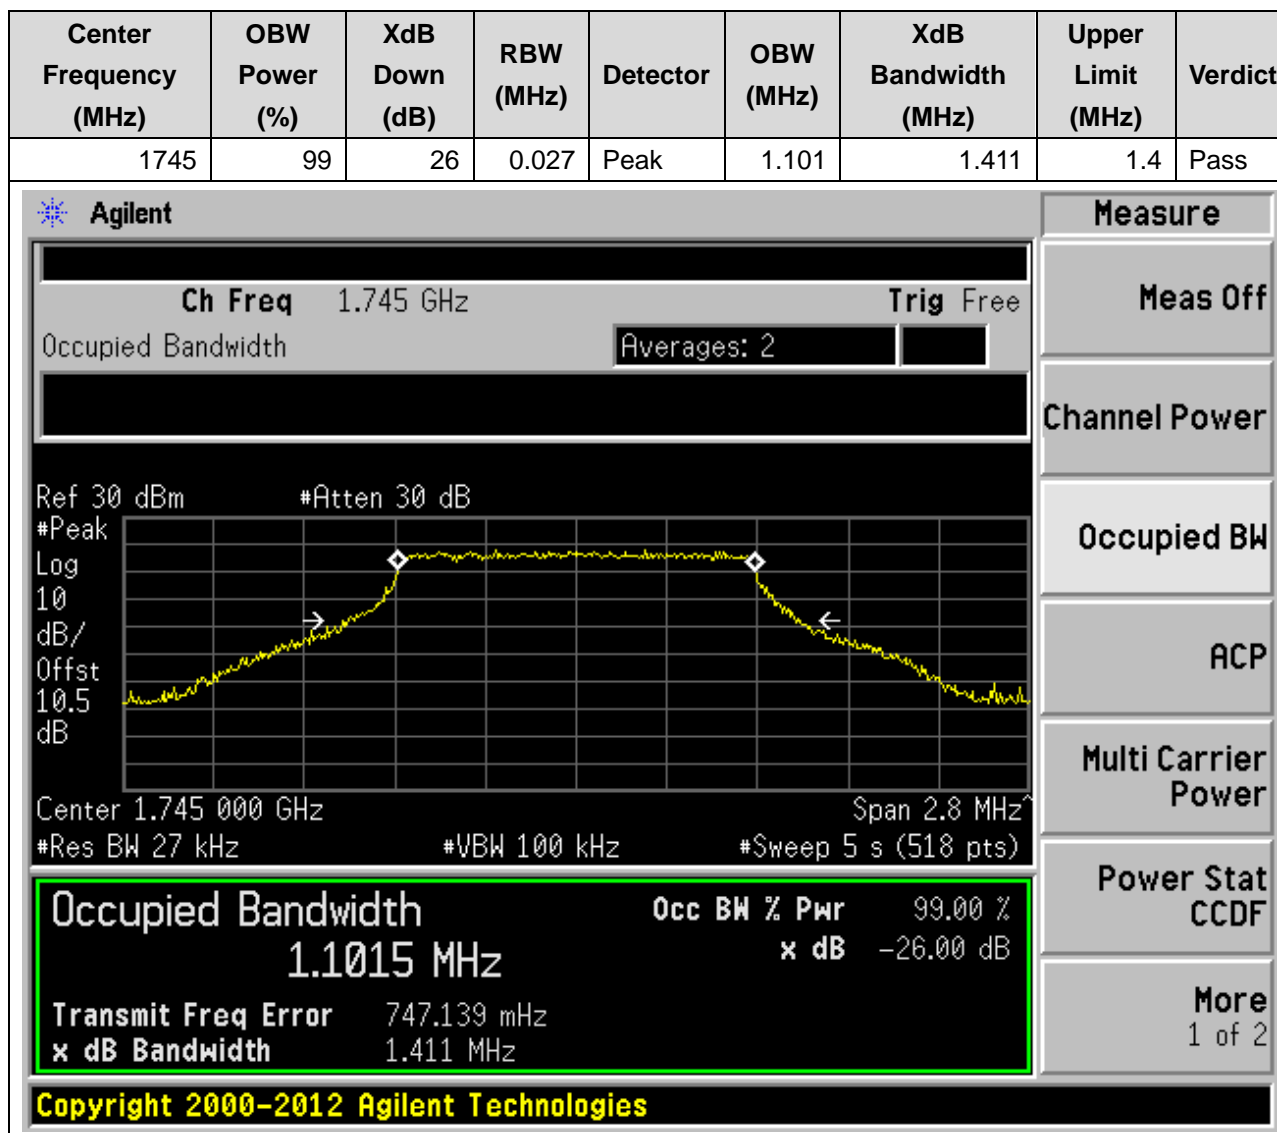 Center Frequency (MHz) OBW Power (%) XdB Down (dB) RBW (MHz) Detector OBW (MHz) XdB Bandwidth (MHz) Upper Limit (MHz) Verdict
1745 99 26 0.027 Peak 1.101 1.411 1.4 Pass
Agilent
Measure
Ch Freq 1.745 GHz Trig Free
Meas Off
Occupied Bandwidth Averages: 2
Channel Power
Ref 30 dBm #Atten 30 dB
#Peak
Log
10
dB/
Offst
10.5
dB
Occupied BW
ACP
Multi Carrier
Power
Center 1.745 000 GHz Span 2.8 MHz^
#Res BW 27 kHz #VBW 100 kHz #Sweep 5 s (518 pts)
Power Stat
CCDF
Occupied Bandwidth Occ BW % Pwr 99.00 %
1.1015 MHz x dB -26.00 dB
Transmit Freq Error 747.139 mHz
x dB Bandwidth 1.411 MHz
More
1 of 2
Copyright 2000-2012 Agilent Technologies